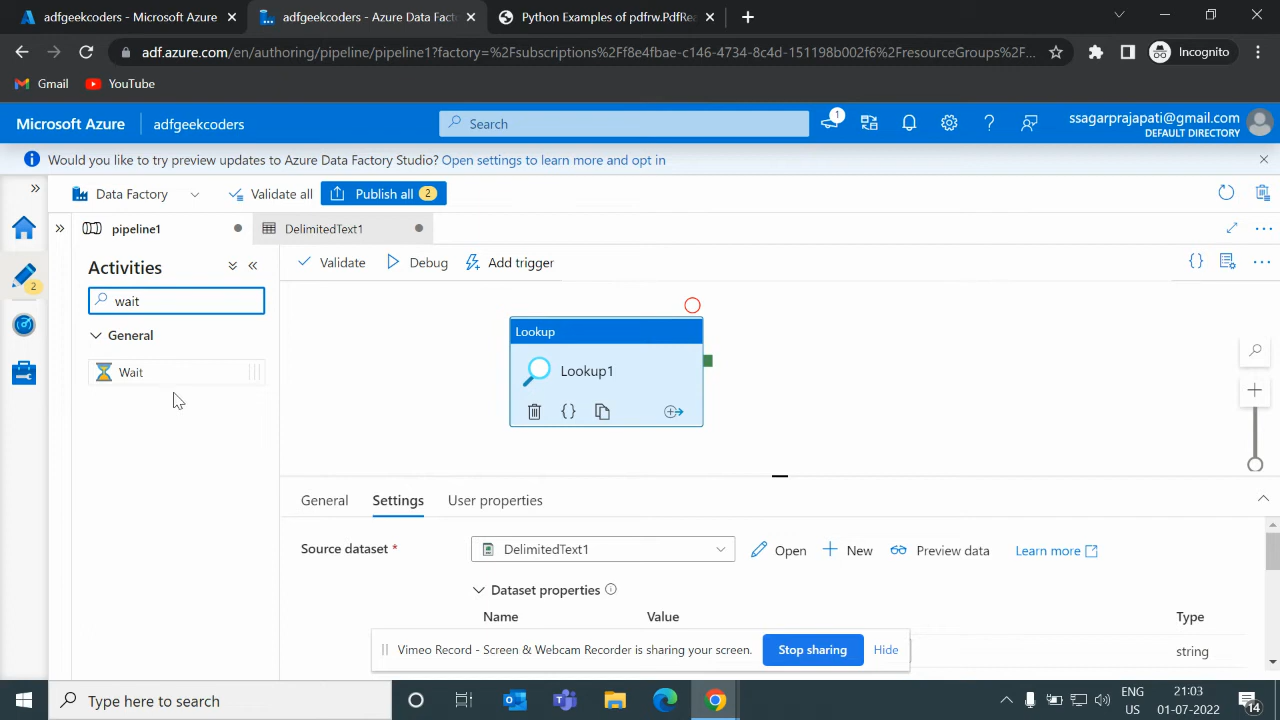 adfgeekcoders - Microsoft Azure
adfgeekcoders - Azure Data Facto
Python Examples of pdfrw.PdfRea
adf.azure.com/en/authoring/pipeline/pipeline1?factory=%2Fsubscriptions%2Ff8e4fbae-c146-4734-8c4d-151198b002f6%2FresourceGroups%2F...
Incognito
Gmail
YouTube
Microsoft Azure
adfgeekcoders
Search
1
ssagarprajapati@gmail.com
DEFAULT DIRECTORY
Would you like to try preview updates to Azure Data Factory Studio? Open settings to learn more and opt in
Data Factory
Validate all
Publish all 2
pipeline1
DelimitedText1
2
Activities
Validate
Debug
Add trigger
wait
General
Wait
Lookup
Lookup1
General
Settings
User properties
Source dataset *
DelimitedText1
Open
New
Preview data
Learn more
Dataset properties
Name
Value
Type
string
Vimeo Record - Screen & Webcam Recorder is sharing your screen.
Stop sharing
Hide
Type here to search
ENG
US
21:03
01-07-2022
14